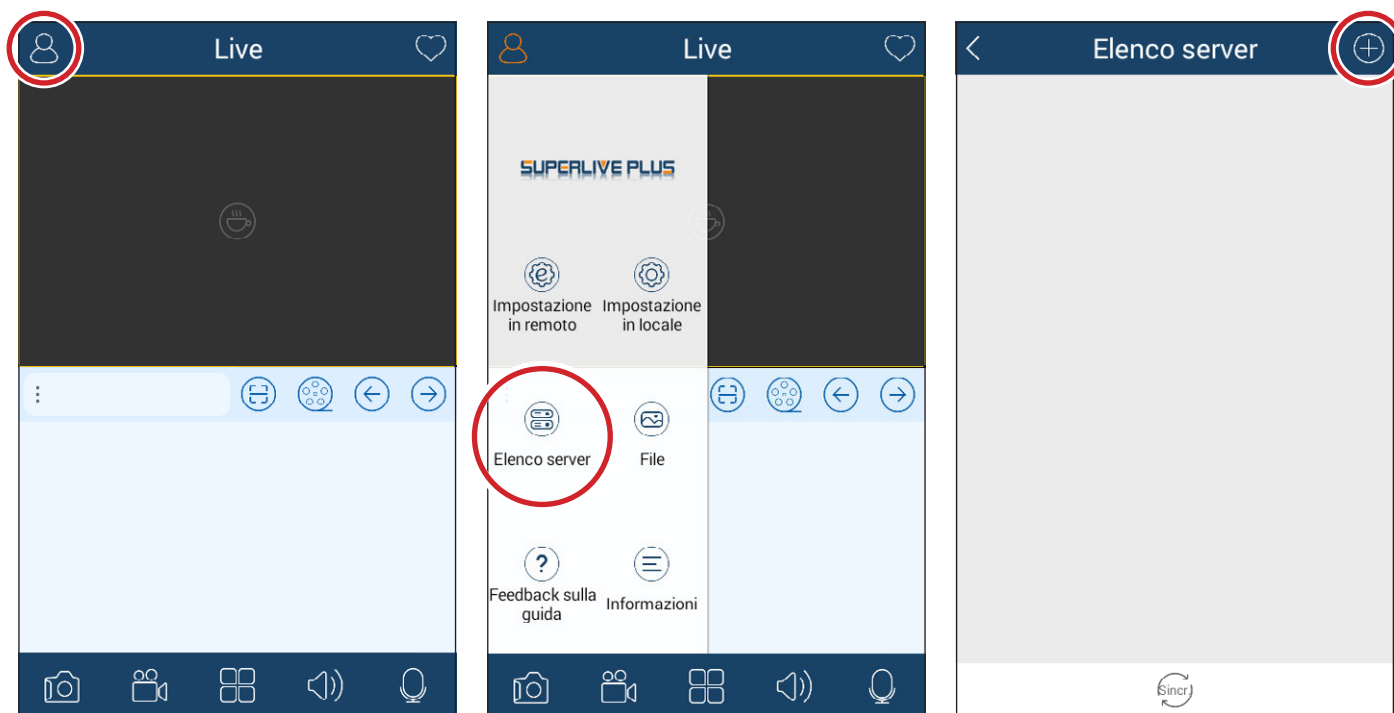 Live
Live
SUPERLIVE PLUS
Impostazione
in remoto
Impostazione
in locale
Elenco server
File
Feedback sulla
guida
Informazioni
Elenco server
Sincr.